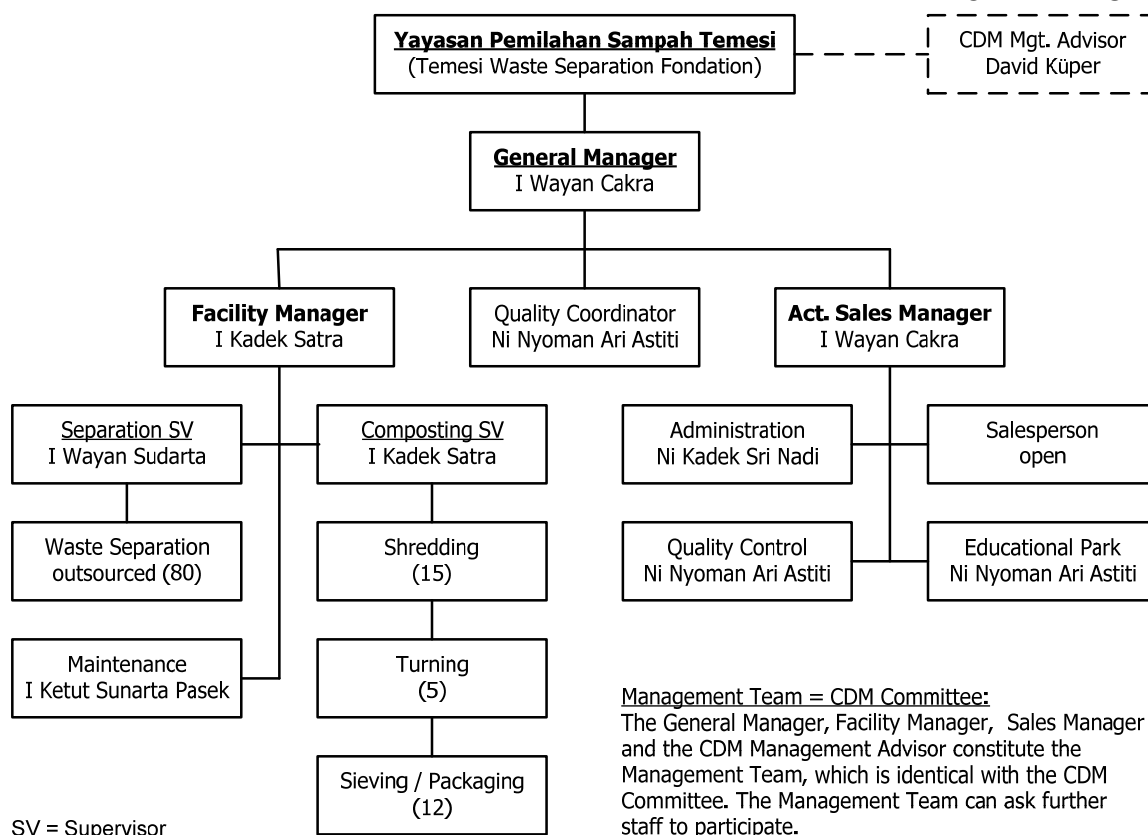 Yayasan Pemilahan Sampah Temesi
(Temesi Waste Separation Fondation)
CDM Mgt. Advisor
David Küper
General Manager
I Wayan Cakra
Facility Manager
I Kadek Satra
Quality Coordinator
Ni Nyoman Ari Astiti
Act. Sales Manager
I Wayan Cakra
Separation SV
I Wayan Sudarta
Composting SV
I Kadek Satra
Administration
Ni Kadek Sri Nadi
Salesperson
open
Waste Separation
outsourced (80)
Shredding
(15)
Quality Control
Ni Nyoman Ari Astiti
Educational Park
Ni Nyoman Ari Astiti
Maintenance
I Ketut Sunarta Pasek
Turning
(5)
Sieving / Packaging
(12)
Management Team = CDM Committee:
The General Manager, Facility Manager, Sales Manager
and the CDM Management Advisor constitute the
Management Team, which is identical with the CDM
Committee. The Management Team can ask further
staff to participate.
SV = Supervisor